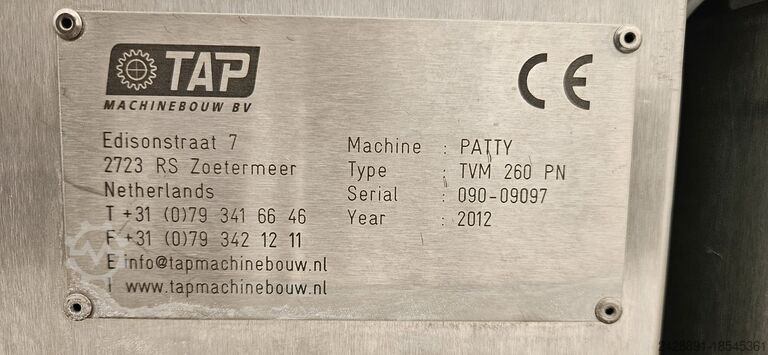 TAP
MACHINEBOUW BV
CE
Edisonstraat 7
2723 RS Zoetermeer
Netherlands
T +31 (0)79 341 66 46
F +31 (0)79 342 12 11
E info@tapmachinebouw.nl
I www.tapmachinebouw.nl
Machine : PATTY
Type : TVM 260 PN
Serial : 090-09097
Year : 2012
2428891-18545361